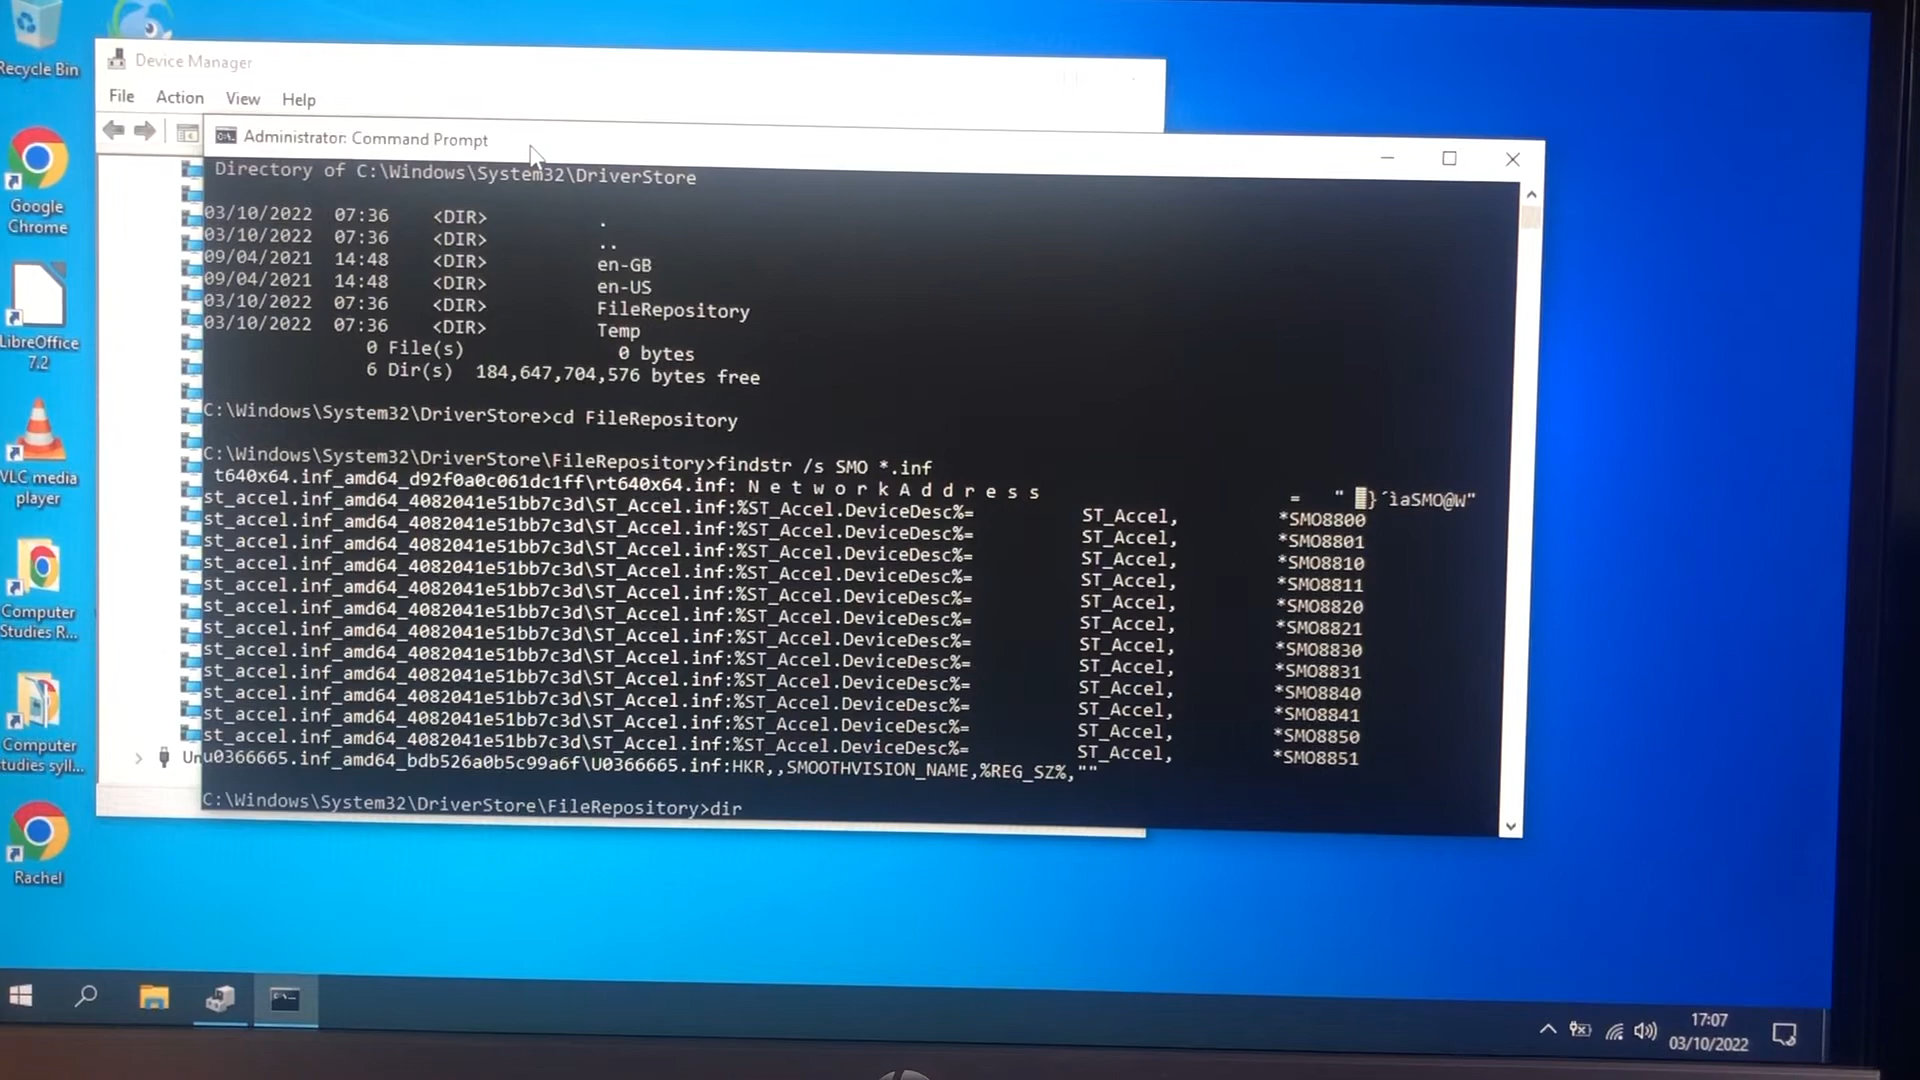 Recycle Bin
Device Manager
File Action View Help
Administrator: Command Prompt
Directory of C:\Windows\System32\DriverStore
03/10/2022 07:36 <DIR> .
03/10/2022 07:36 <DIR> ..
09/04/2021 14:48 <DIR> en-GB
09/04/2021 14:48 <DIR> en-US
03/10/2022 07:36 <DIR> FileRepository
03/10/2022 07:36 <DIR> Temp
0 File(s) 0 bytes
6 Dir(s) 184,647,704,576 bytes free
C:\Windows\System32\DriverStore>cd FileRepository
C:\Windows\System32\DriverStore\FileRepository>findstr /s SMO *.inf
t640x64.inf_amd64_d92f0a0c061dc1ff\rt640x64.inf: N e t w o r k A d d r e s s = " }´ìaSMO@W"
st_accel.inf_amd64_4082041e51bb7c3d\ST_Accel.inf:%ST_Accel.DeviceDesc%= ST_Accel, *SMO8800
st_accel.inf_amd64_4082041e51bb7c3d\ST_Accel.inf:%ST_Accel.DeviceDesc%= ST_Accel, *SMO8801
st_accel.inf_amd64_4082041e51bb7c3d\ST_Accel.inf:%ST_Accel.DeviceDesc%= ST_Accel, *SMO8810
st_accel.inf_amd64_4082041e51bb7c3d\ST_Accel.inf:%ST_Accel.DeviceDesc%= ST_Accel, *SMO8811
st_accel.inf_amd64_4082041e51bb7c3d\ST_Accel.inf:%ST_Accel.DeviceDesc%= ST_Accel, *SMO8820
st_accel.inf_amd64_4082041e51bb7c3d\ST_Accel.inf:%ST_Accel.DeviceDesc%= ST_Accel, *SMO8821
st_accel.inf_amd64_4082041e51bb7c3d\ST_Accel.inf:%ST_Accel.DeviceDesc%= ST_Accel, *SMO8830
st_accel.inf_amd64_4082041e51bb7c3d\ST_Accel.inf:%ST_Accel.DeviceDesc%= ST_Accel, *SMO8831
st_accel.inf_amd64_4082041e51bb7c3d\ST_Accel.inf:%ST_Accel.DeviceDesc%= ST_Accel, *SMO8840
st_accel.inf_amd64_4082041e51bb7c3d\ST_Accel.inf:%ST_Accel.DeviceDesc%= ST_Accel, *SMO8841
st_accel.inf_amd64_4082041e51bb7c3d\ST_Accel.inf:%ST_Accel.DeviceDesc%= ST_Accel, *SMO8850
st_accel.inf_amd64_4082041e51bb7c3d\ST_Accel.inf:%ST_Accel.DeviceDesc%= ST_Accel, *SMO8851
u0366665.inf_amd64_bdb526a0b5c99a6f\U0366665.inf:HKR,,SMOOTHVISION_NAME,%REG_SZ%,""
C:\Windows\System32\DriverStore\FileRepository>dir
Un
Google
Chrome
LibreOffice
7.2
VLC media
player
Computer
Studies R...
Computer
studies syll...
Rachel
17:07
03/10/2022